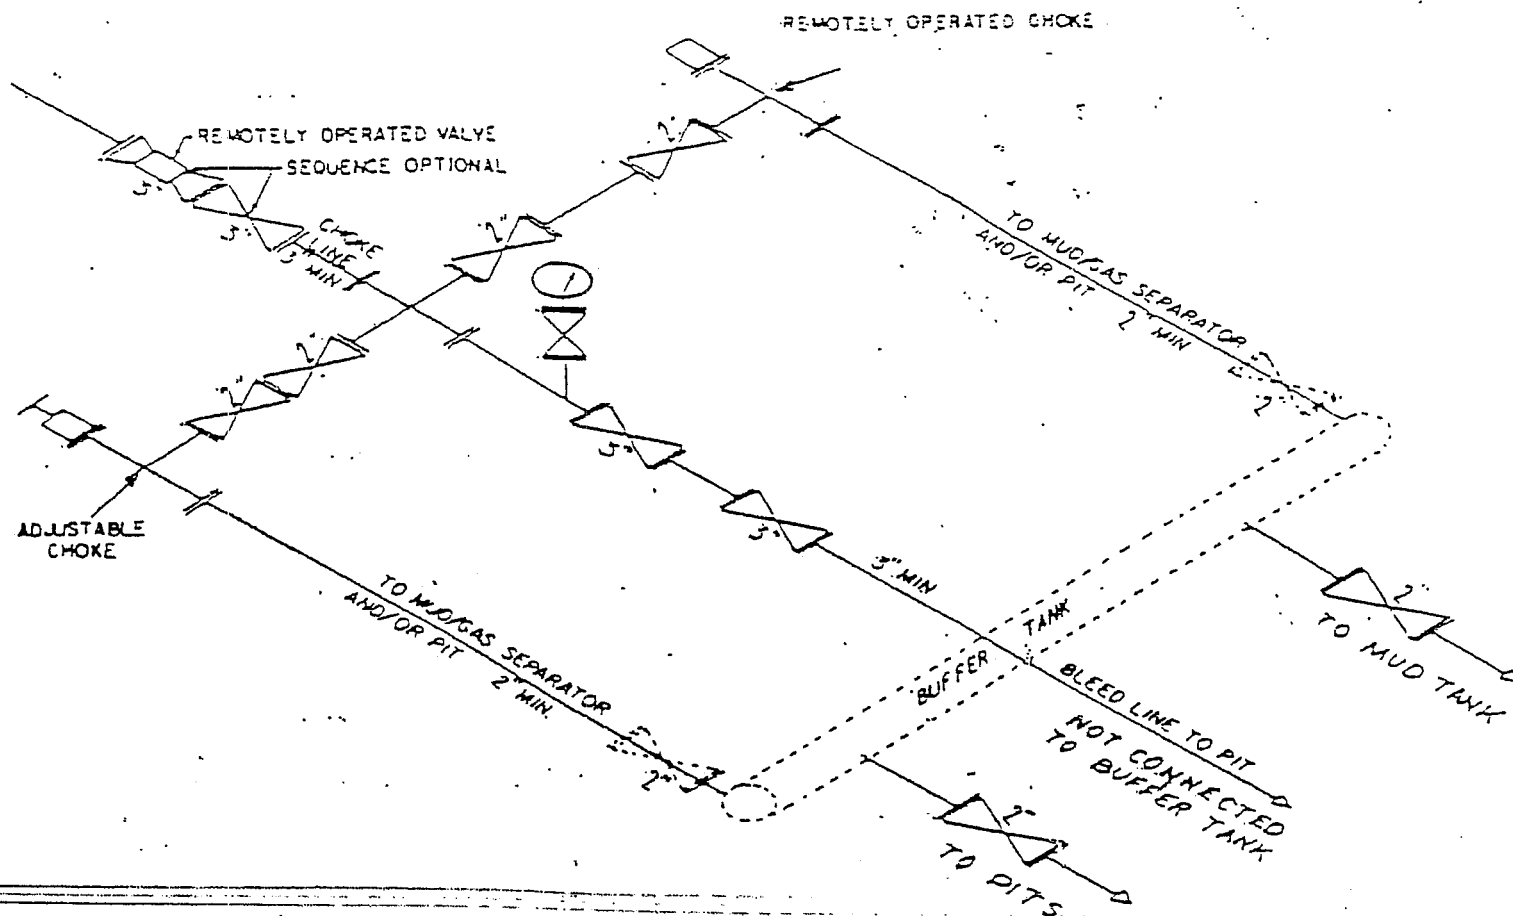 REMOTELY OPERATED CHOKE
REMOTELY OPERATED VALVE
SEQUENCE OPTIONAL
3"
3"
CHOKE
LINE
3 MIN
2"
2"
2"
2"
ADJUSTABLE
CHOKE
TO MUD/GAS SEPARATOR
AND/OR PIT
2" MIN
2
3"
3"
3" MIN
TO MUD/GAS SEPARATOR
AND/OR PIT
2" MIN.
2"
BUFFER
TANK
BLEED LINE TO PIT
NOT CONNECTED
TO BUFFER TANK
2"
TO MUD TANK
2"
TO PITS